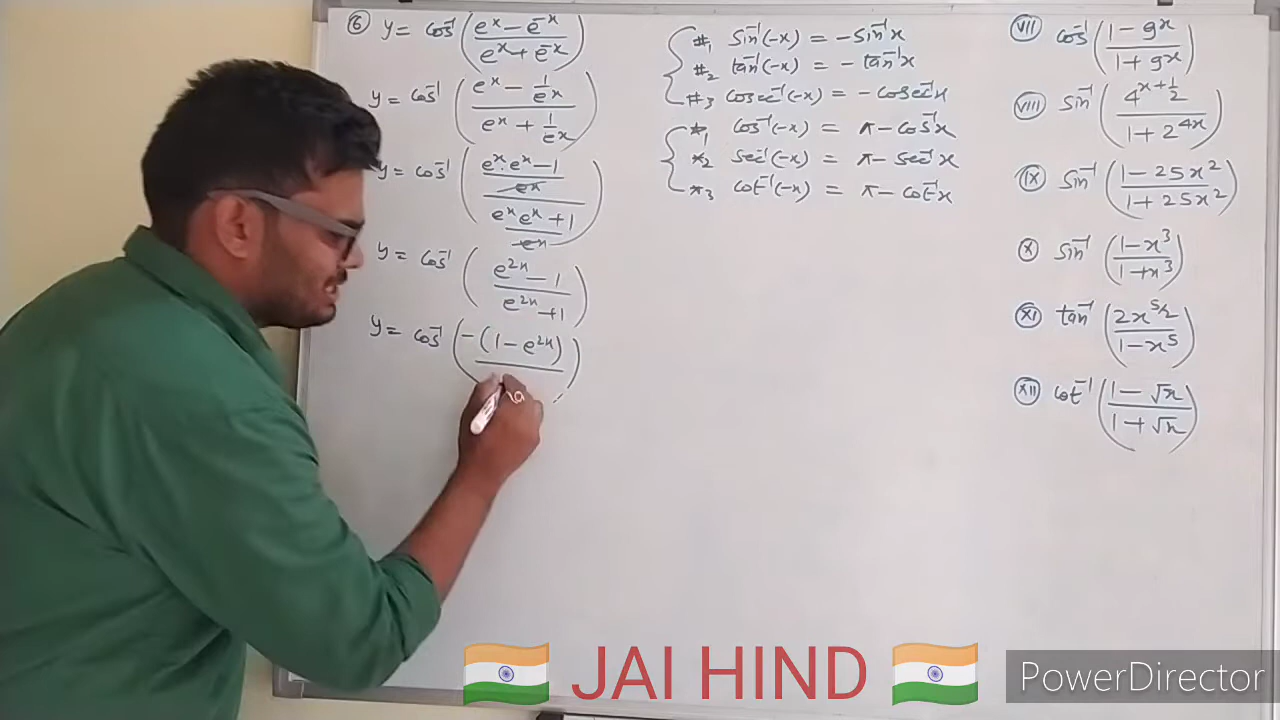 6 y = cos⁻¹((eˣ − e⁻ˣ)/(eˣ + e⁻ˣ))
y = cos⁻¹((eˣ − 1/eˣ)/(eˣ + 1/eˣ))
y = cos⁻¹(((eˣ.eˣ − 1)/eˣ)/((eˣ eˣ + 1)/eˣ))
y = cos⁻¹((e²ˣ − 1)/(e²ˣ + 1))
y = cos⁻¹(−(1 − e²ˣ)
#1 sin⁻¹(-x) = -sin⁻¹x
#2 tan⁻¹(-x) = - tan⁻¹x
#3 cosec⁻¹(-x) = - cosec⁻¹x
*1 cos⁻¹(-x) = π - cos⁻¹x
*2 sec⁻¹(-x) = π - sec⁻¹x
*3 cot⁻¹(-x) = π - cot⁻¹x
VII cos⁻¹((1 − 9ˣ)/(1 + 9ˣ))
VIII sin⁻¹(4^(x+1/2)/(1 + 2^(4x)))
IX sin⁻¹((1 − 25x²)/(1 + 25x²))
X sin⁻¹((1 − x³)/(1 + x³))
XI tan⁻¹(2x^(5/2)/(1 − x⁵))
XII cot⁻¹((1 − √x)/(1 + √x))
JAI HIND
PowerDirector